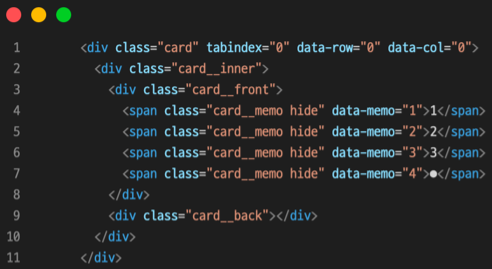 1 <div class="card" tabindex="0" data-row="0" data-col="0">
2 <div class="card__inner">
3 <div class="card__front">
4 <span class="card__memo hide" data-memo="1">1</span>
5 <span class="card__memo hide" data-memo="2">2</span>
6 <span class="card__memo hide" data-memo="3">3</span>
7 <span class="card__memo hide" data-memo="4">●</span>
8 </div>
9 <div class="card__back"></div>
10 </div>
11 </div>